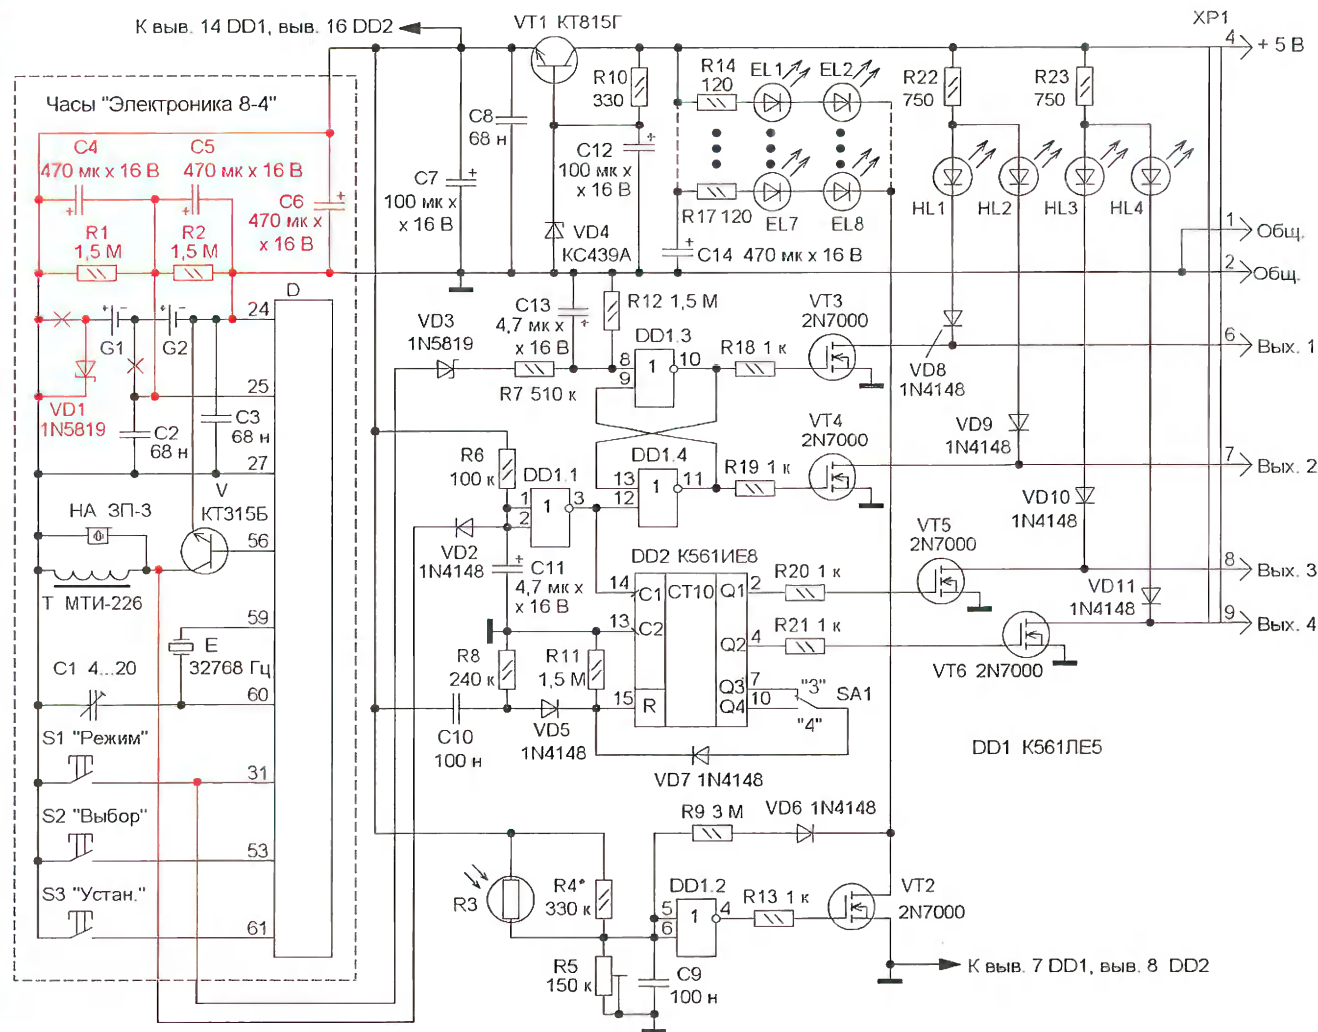 К выв. 14 DD1, выв. 16 DD2
VT1 КТ815Г
XP1
4
+ 5 В
Часы "Электроника 8-4"
C4
470 мк x 16 В
C5
470 мк x 16 В
C6
470 мк x
x 16 В
R1
1,5 М
R2
1,5 М
C7
100 мк x
x 16 В
C8
68 н
R10
330
C12
100 мк x
x 16 В
VD4
КС439А
R14
120
EL1
EL2
R17 120
EL7
EL8
C14 470 мк x 16 В
R22
750
R23
750
HL1
HL2
HL3
HL4
1
Общ.
2
Общ.
D
24
G1
G2
25
VD1
1N5819
C2
68 н
C3
68 н
27
V
КТ315Б
НА ЗП-3
56
Т МТИ-226
59
E
32768 Гц
C1 4...20
60
S1 "Режим"
31
S2 "Выбор"
53
S3 "Устан."
61
VD3
1N5819
C13
4,7 мк x
x 16 В
R7 510 к
R12 1,5 М
DD1.3
8
9
1
10
R18 1 к
VT3
2N7000
VD8
1N4148
6
Вых. 1
R6
100 к
DD1.1
1
2
1
3
DD1.4
13
12
1
11
R19 1 к
VT4
2N7000
VD9
1N4148
7
Вых. 2
VD2
1N4148
C11
4,7 мк x
x 16 В
DD2 К561ИЕ8
14
C1
CT10
13
C2
15
R
Q1
2
Q2
4
Q3
7
Q4
10
R20 1 к
VT5
2N7000
VD10
1N4148
8
Вых. 3
R21 1 к
VT6 2N7000
VD11
1N4148
9
Вых. 4
R8
240 к
R11
1,5 М
C10
100 н
VD5
1N4148
"3"
"4"
SA1
VD7 1N4148
DD1 К561ЛЕ5
R9 3 М
VD6 1N4148
R3
R4*
330 к
DD1.2
5
6
1
4
R13 1 к
VT2
2N7000
R5
150 к
C9
100 н
К выв. 7 DD1, выв. 8 DD2